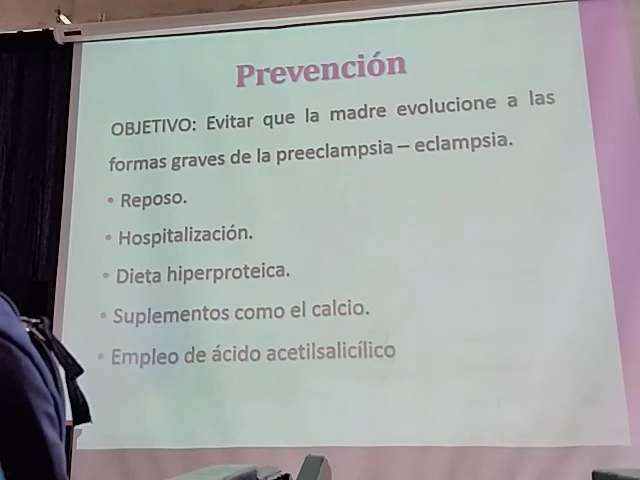 Prevención
OBJETIVO: Evitar que la madre evolucione a las
formas graves de la preeclampsia – eclampsia.
• Reposo.
• Hospitalización.
• Dieta hiperproteica.
• Suplementos como el calcio.
• Empleo de ácido acetilsalicílico